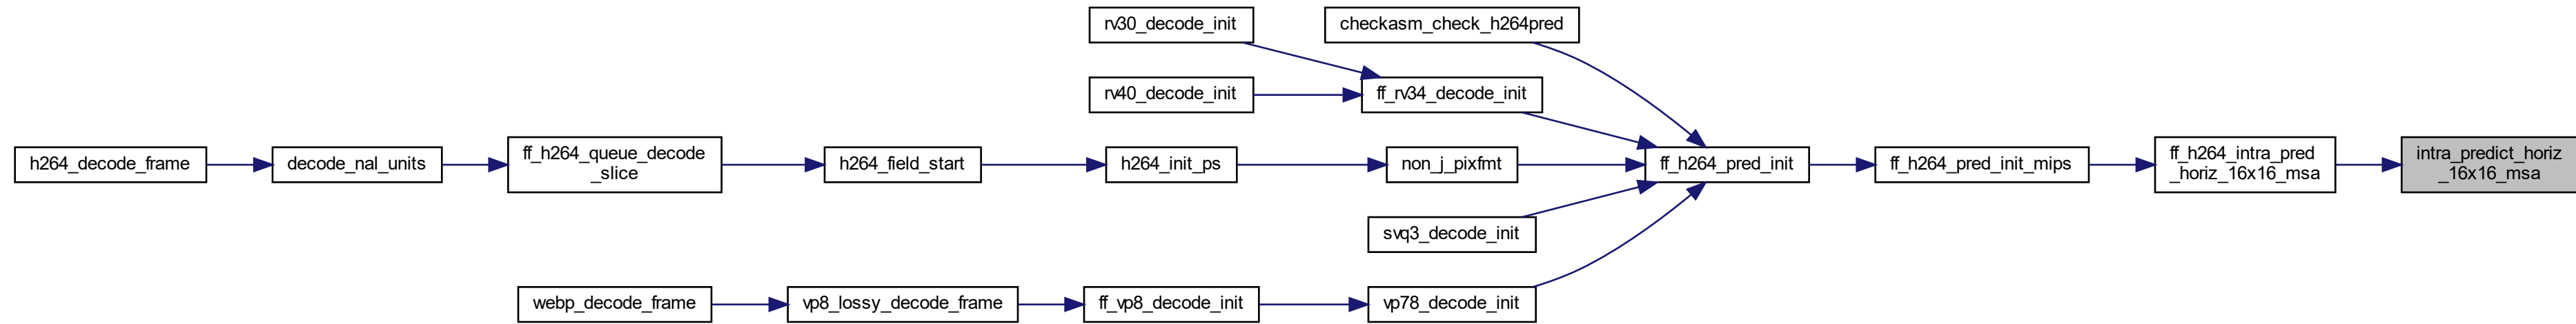 rv30_decode_init
checkasm_check_h264pred
rv40_decode_init
ff_rv34_decode_init
h264_decode_frame
decode_nal_units
ff_h264_queue_decode
_slice
h264_field_start
h264_init_ps
non_j_pixfmt
ff_h264_pred_init
ff_h264_pred_init_mips
ff_h264_intra_pred
_horiz_16x16_msa
intra_predict_horiz
_16x16_msa
svq3_decode_init
webp_decode_frame
vp8_lossy_decode_frame
ff_vp8_decode_init
vp78_decode_init